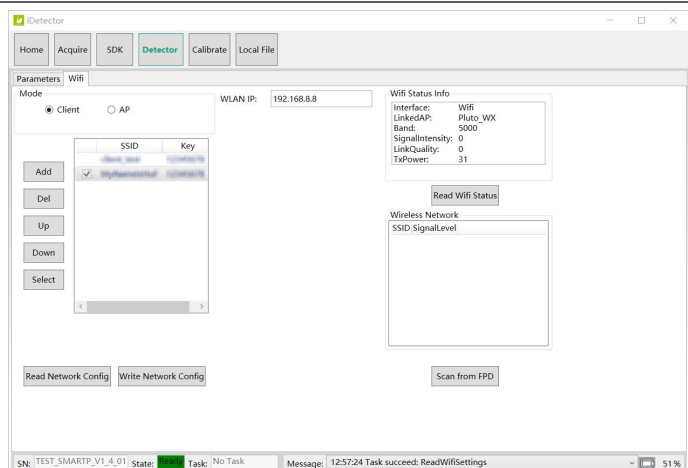 iDetector
Home Acquire SDK Detector Calibrate Local File
Parameters Wifi
Mode
Client AP
WLAN IP: 192.168.8.8
SSID Key
Add
Del
Up
Down
Select
Read Network Config Write Network Config
Wifi Status Info
Interface: Wifi
LinkedAP: Pluto_WX
Band: 5000
SignalIntensity: 0
LinkQuality: 0
TxPower: 31
Read Wifi Status
Wireless Network
SSID SignalLevel
Scan from FPD
SN: TEST_SMARTP_V1_4_01 State: Ready Task: No Task Message: 12:57:24 Task succeed: ReadWifiSettings 51%